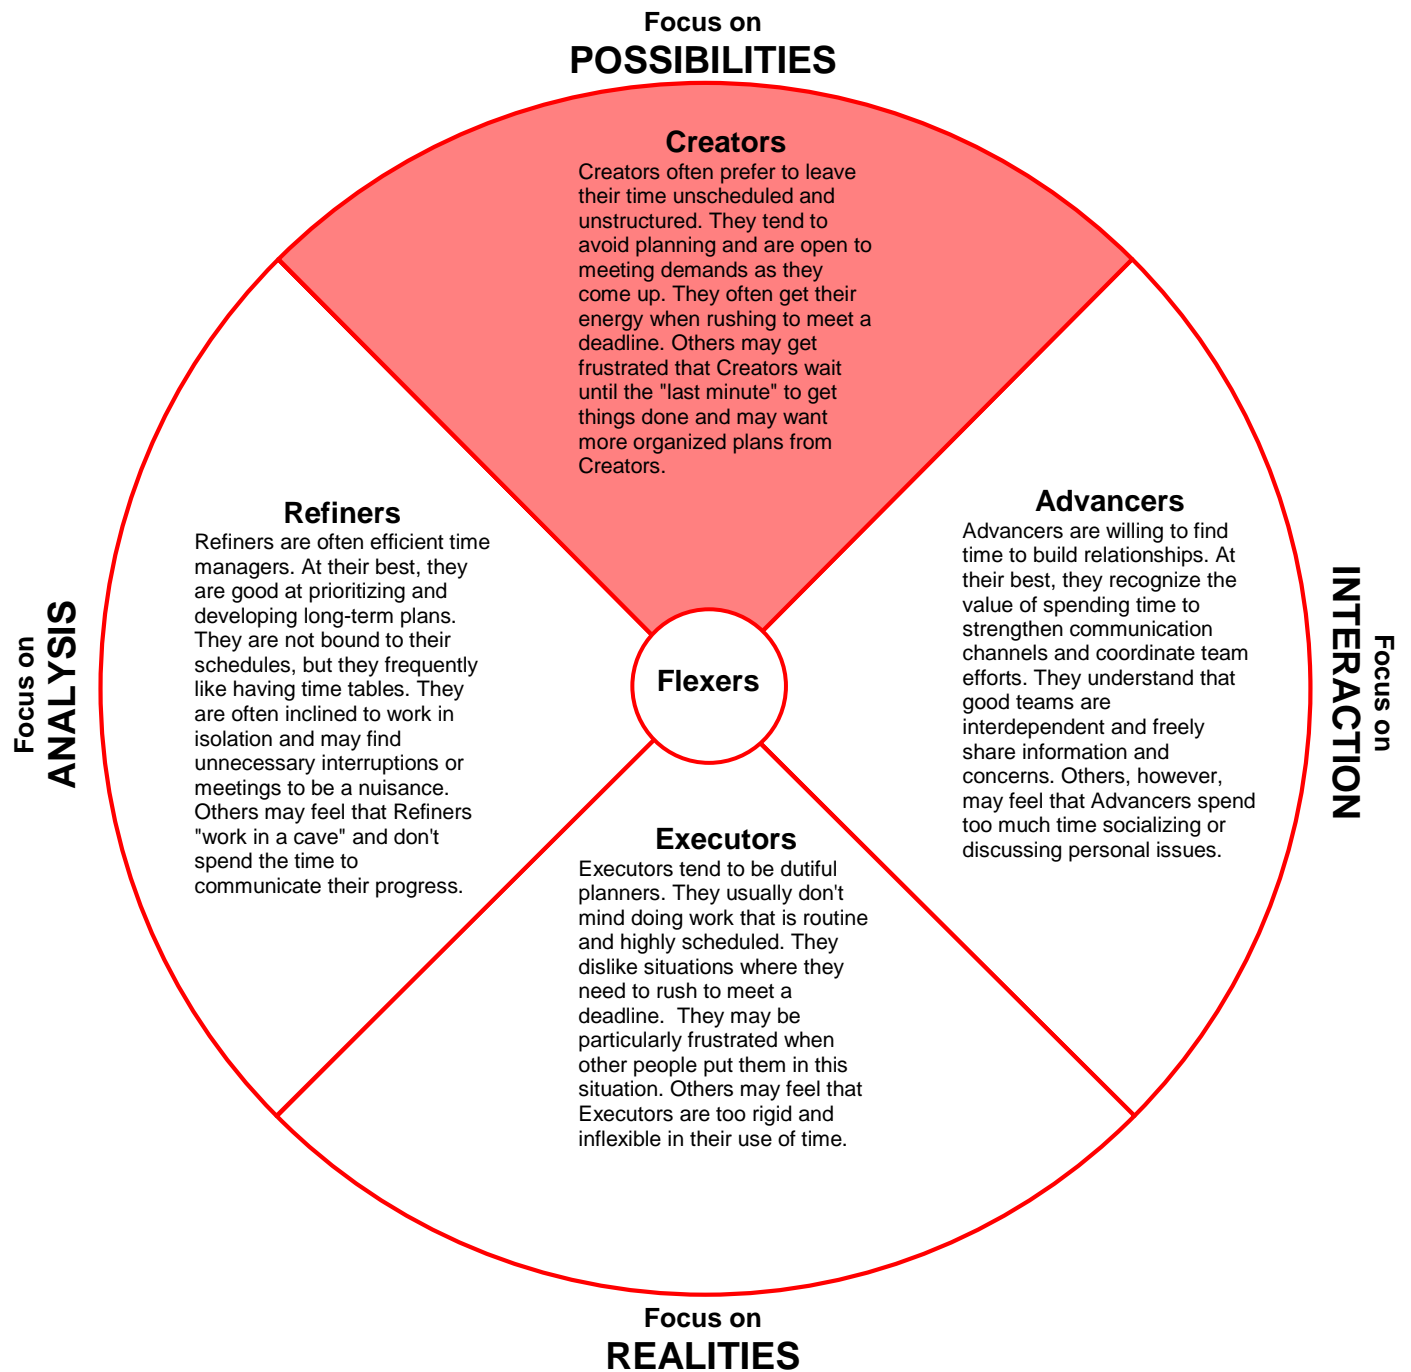 Focus on
POSSIBILITIES
Creators
Creators often prefer to leave
their time unscheduled and
unstructured. They tend to
avoid planning and are open to
meeting demands as they
come up. They often get their
energy when rushing to meet a
deadline. Others may get
frustrated that Creators wait
until the "last minute" to get
things done and may want
more organized plans from
Creators.
Focus on
ANALYSIS
Refiners
Refiners are often efficient time
managers. At their best, they
are good at prioritizing and
developing long-term plans.
They are not bound to their
schedules, but they frequently
like having time tables. They
are often inclined to work in
isolation and may find
unnecessary interruptions or
meetings to be a nuisance.
Others may feel that Refiners
"work in a cave" and don't
spend the time to
communicate their progress.
Flexers
Advancers
Advancers are willing to find
time to build relationships. At
their best, they recognize the
value of spending time to
strengthen communication
channels and coordinate team
efforts. They understand that
good teams are
interdependent and freely
share information and
concerns. Others, however,
may feel that Advancers spend
too much time socializing or
discussing personal issues.
Focus on
INTERACTION
Executors
Executors tend to be dutiful
planners. They usually don't
mind doing work that is routine
and highly scheduled. They
dislike situations where they
need to rush to meet a
deadline.  They may be
particularly frustrated when
other people put them in this
situation. Others may feel that
Executors are too rigid and
inflexible in their use of time.
Focus on
REALITIES